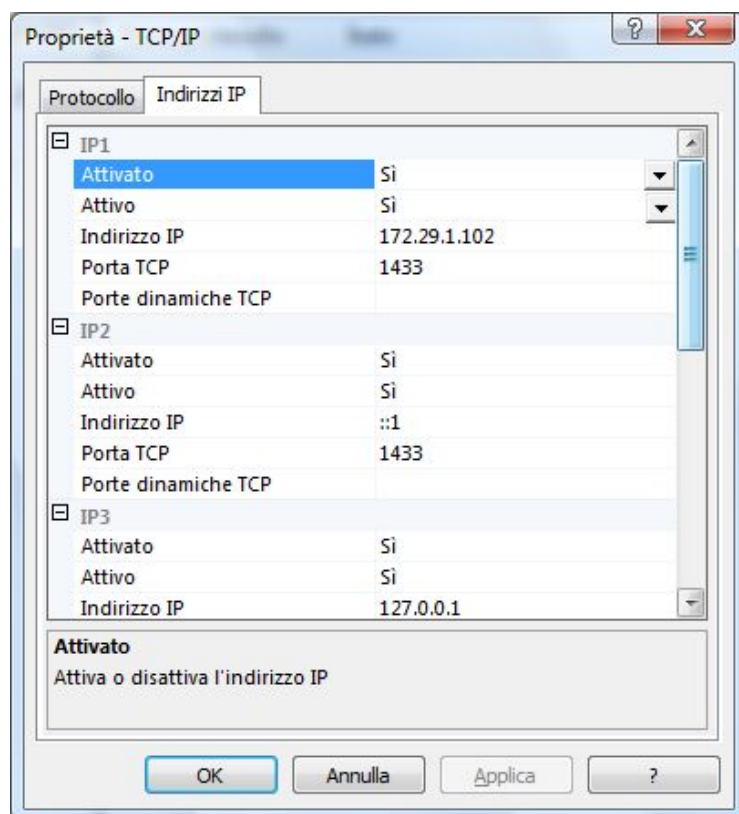 Proprietà - TCP/IP
?
Protocollo
Indirizzi IP
IP1
Attivato Sì
Attivo Sì
Indirizzo IP 172.29.1.102
Porta TCP 1433
Porte dinamiche TCP
IP2
Attivato Sì
Attivo Sì
Indirizzo IP ::1
Porta TCP 1433
Porte dinamiche TCP
IP3
Attivato Sì
Attivo Sì
Indirizzo IP 127.0.0.1
Attivato
Attiva o disattiva l'indirizzo IP
OK Annulla Applica ?